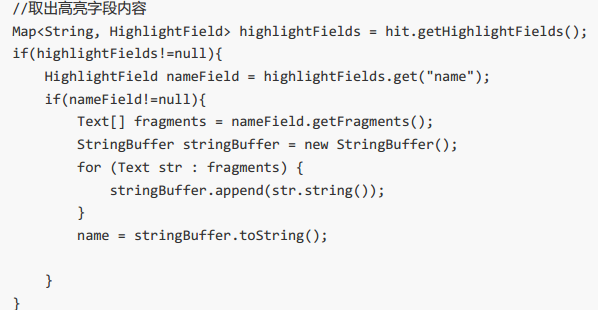 //取出高亮字段内容
Map<String, HighlightField> highlightFields = hit.getHighlightFields();
if(highlightFields!=null){
    HighlightField nameField = highlightFields.get("name");
    if(nameField!=null){
        Text[] fragments = nameField.getFragments();
        StringBuffer stringBuffer = new StringBuffer();
        for (Text str : fragments) {
            stringBuffer.append(str.string());
        }
        name = stringBuffer.toString();
    }
}